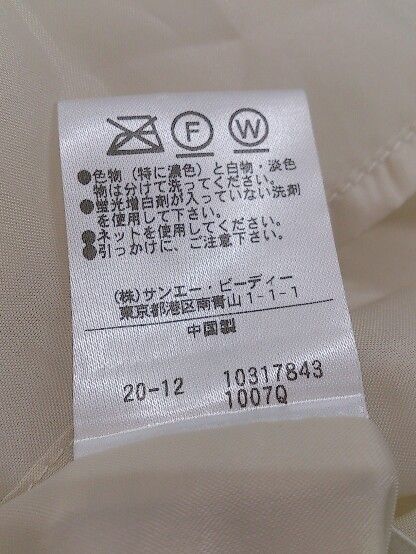 F W
●色物（特に濃色）と白物・淡色
物は分けて洗ってください。
●蛍光増白剤が入っていない洗剤
を使用して下さい。
●ネットを使用してください。
●引っかけに、ご注意下さい。
(株)サンエー・ビーディー
東京都港区南青山1-1-1
中国製
20-12 10317843
1007Q